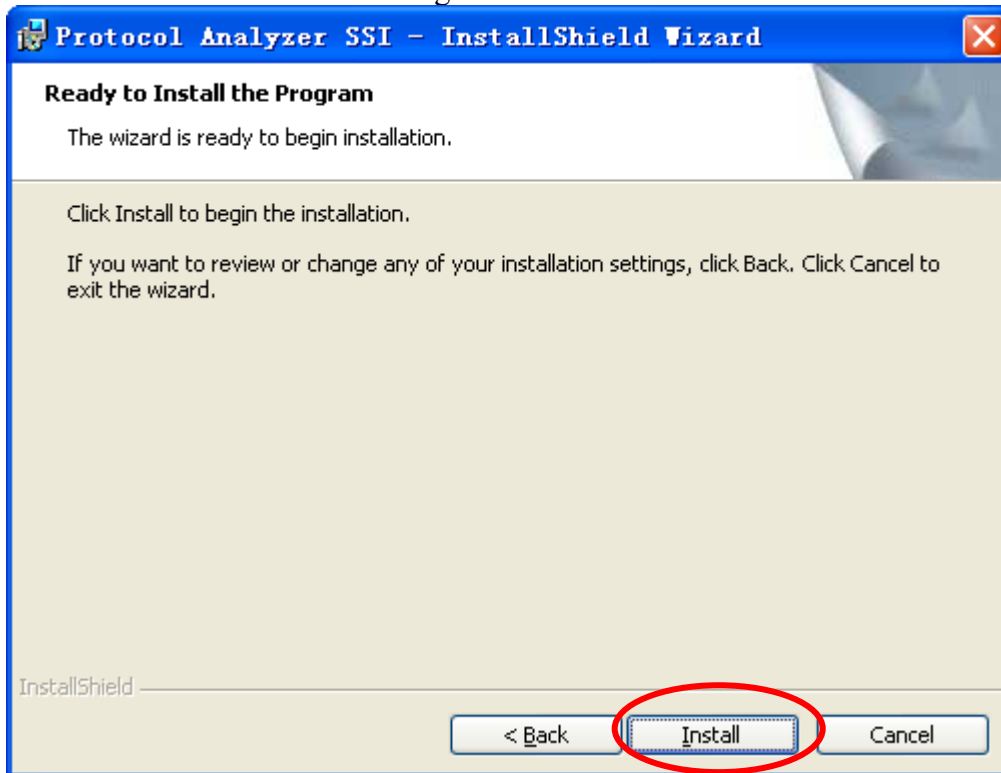 Protocol Analyzer SSI - InstallShield Wizard
Ready to Install the Program
The wizard is ready to begin installation.
Click Install to begin the installation.
If you want to review or change any of your installation settings, click Back. Click Cancel to
exit the wizard.
InstallShield
< Back Install Cancel